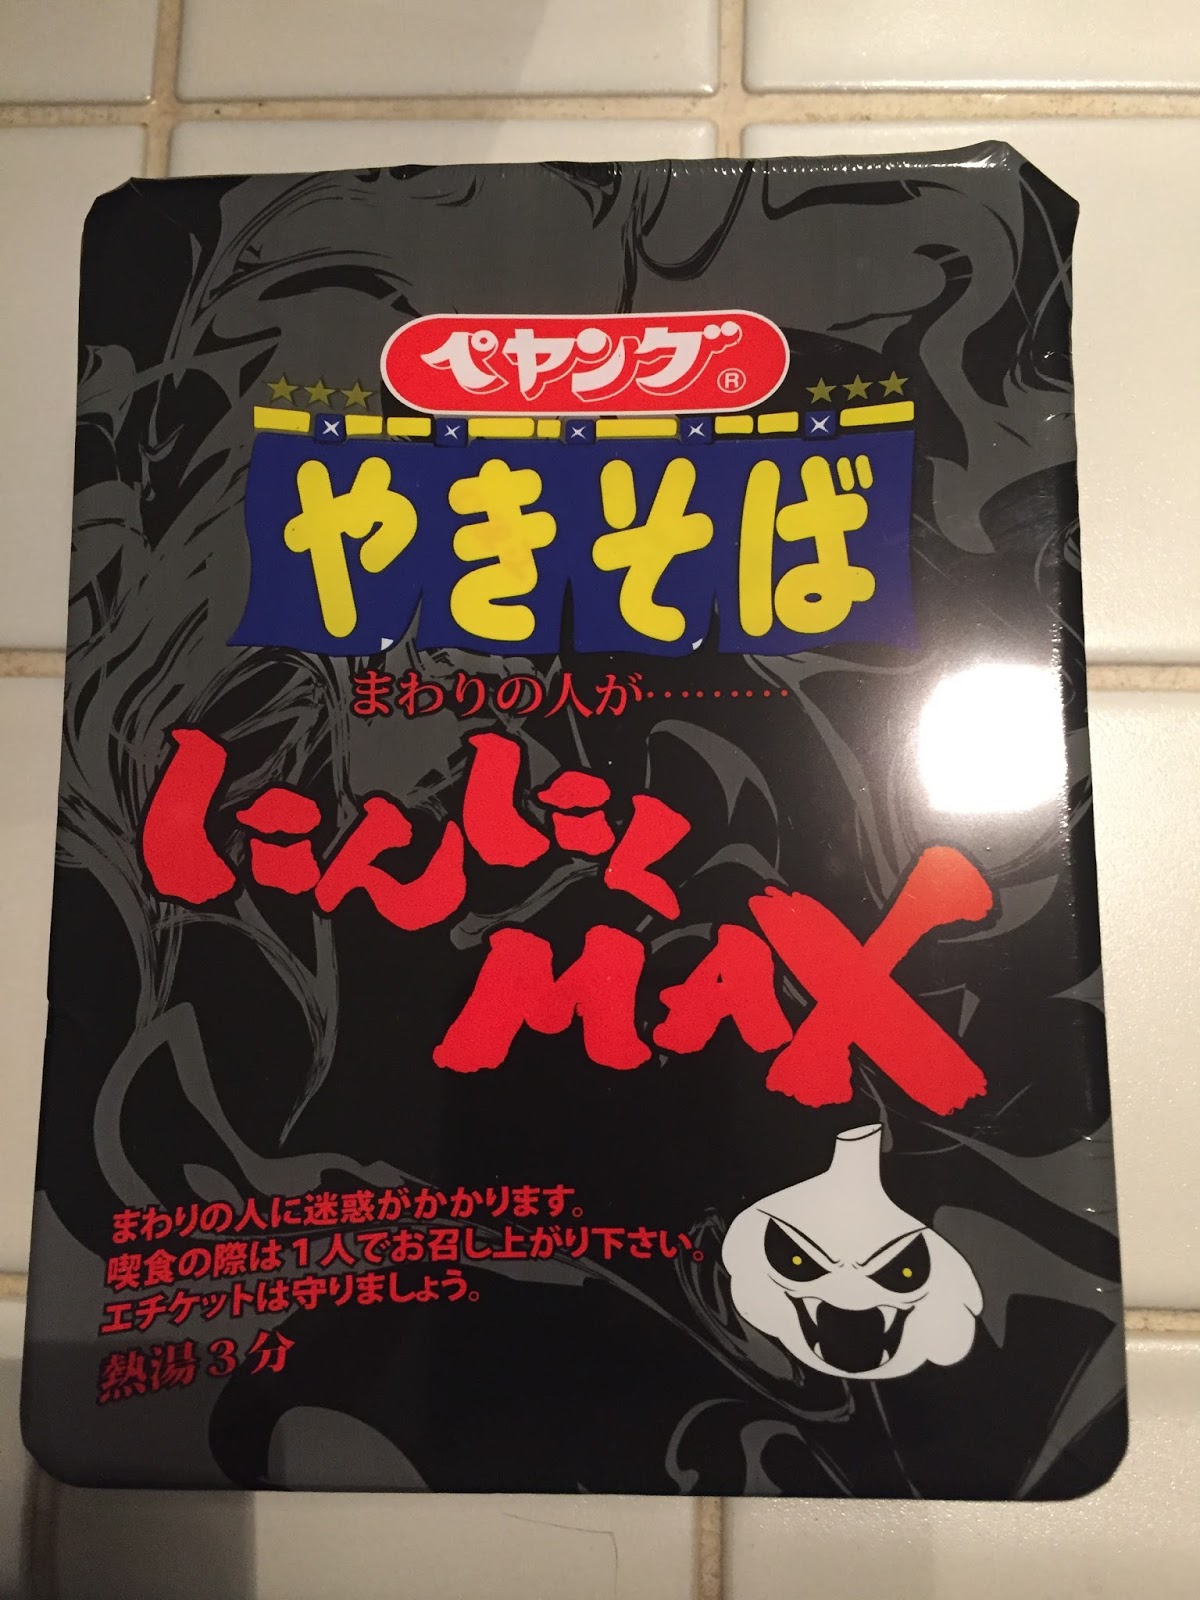 ペヤング®
やきそば
まわりの人が………
にんにく
MAX
まわりの人に迷惑がかかります。
喫食の際は１人でお召し上がり下さい。
エチケットは守りましょう。
熱湯３分